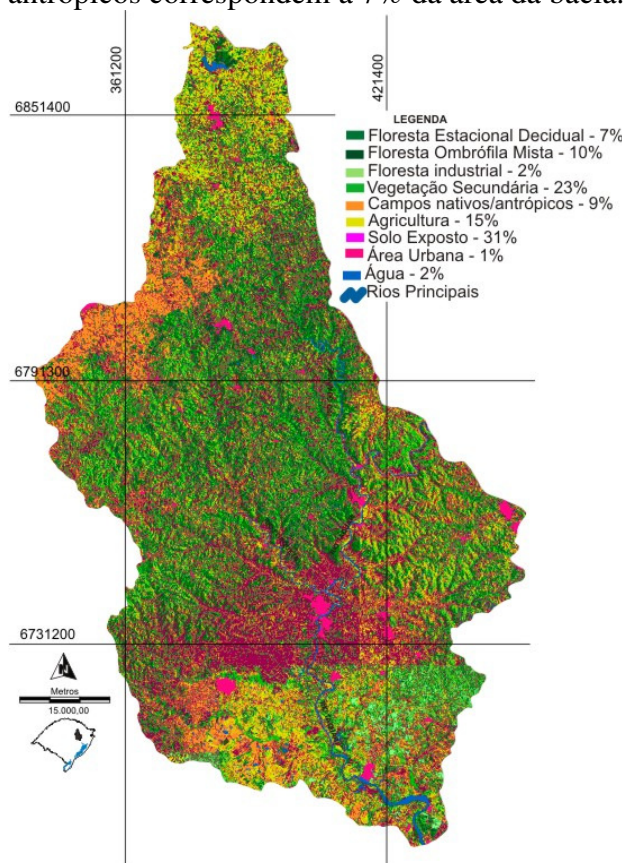 antrópicos correspondem a 7% da área da bacia.
361200
421400
6851400
LEGENDA
Floresta Estacional Decidual - 7%
Floresta Ombrófila Mista - 10%
Floresta industrial - 2%
Vegetação Secundária - 23%
Campos nativos/antrópicos - 9%
Agricultura - 15%
Solo Exposto - 31%
Área Urbana - 1%
Água - 2%
Rios Principais
6791300
6731200
N
Metros
15.000,00